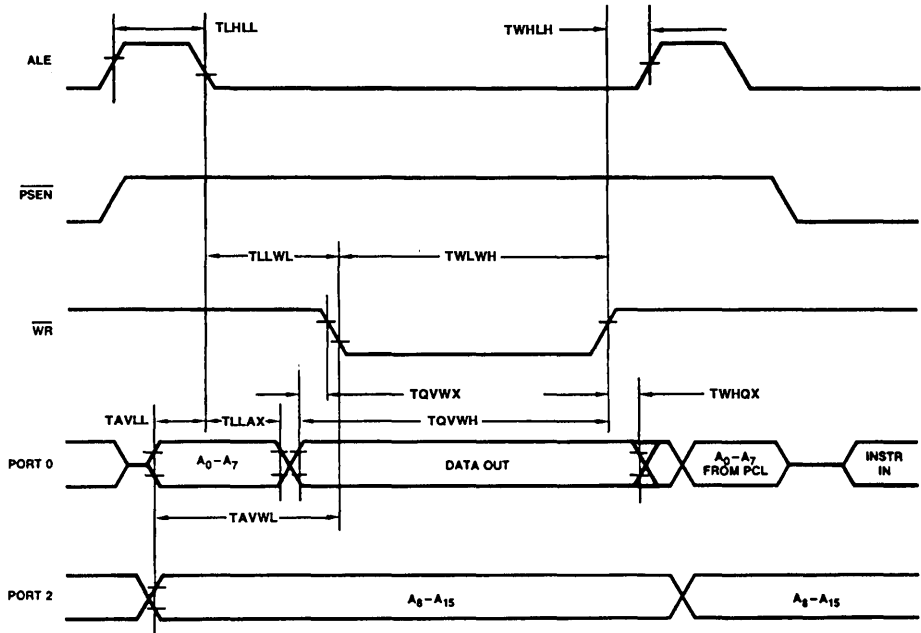 TLHLL
TWHLH
ALE
PSEN
TLLWL
TWLWH
WR
TQVWX
TWHQX
TAVLL
TLLAX
TQVWH
PORT 0
A0–A7
DATA OUT
A0–A7
FROM PCL
INSTR
IN
TAVWL
PORT 2
A8–A15
A8–A15